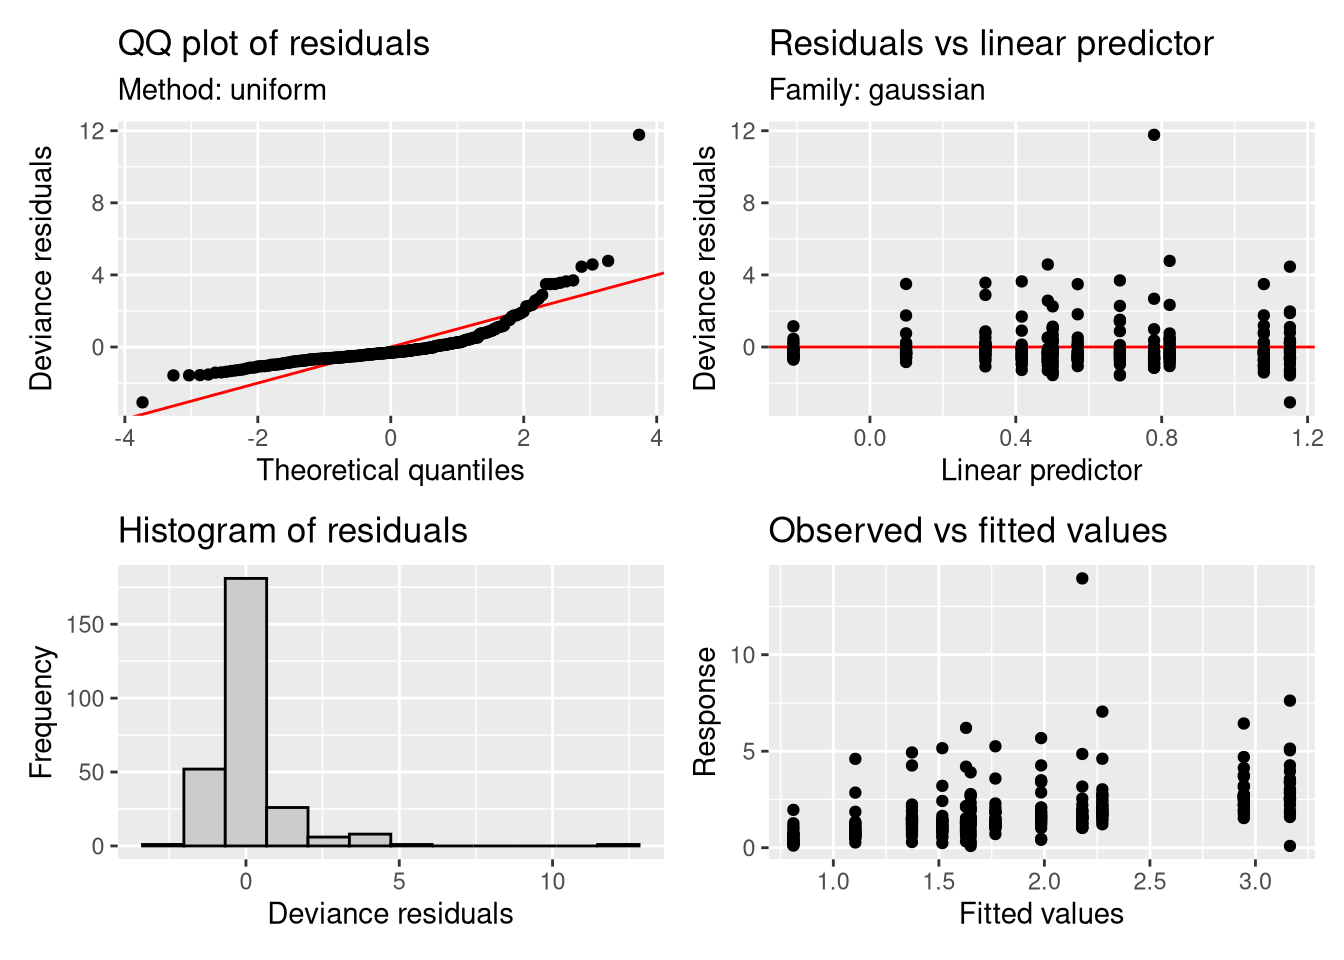 QQ plot of residuals
Method: uniform
12
8
4
0
-4
-2
0
2
4
Deviance residuals
Theoretical quantiles
Residuals vs linear predictor
Family: gaussian
12
8
4
0
0.0
0.4
0.8
1.2
Deviance residuals
Linear predictor
Histogram of residuals
150
100
50
0
0
5
10
Frequency
Deviance residuals
Observed vs fitted values
10
5
0
1.0
1.5
2.0
2.5
3.0
Response
Fitted values